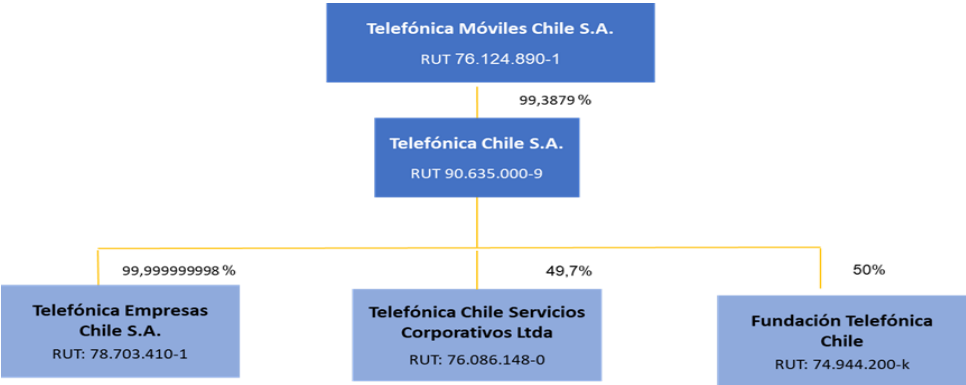 Telefónica Móviles Chile S.A.
RUT 76.124.890-1
99,3879 %
Telefónica Chile S.A.
RUT 90.635.000-9
99,999999998 %
49,7%
50%
Telefónica Empresas
Chile S.A.
RUT: 78.703.410-1
Telefónica Chile Servicios
Corporativos Ltda
RUT: 76.086.148-0
Fundación Telefónica
Chile
RUT: 74.944.200-k